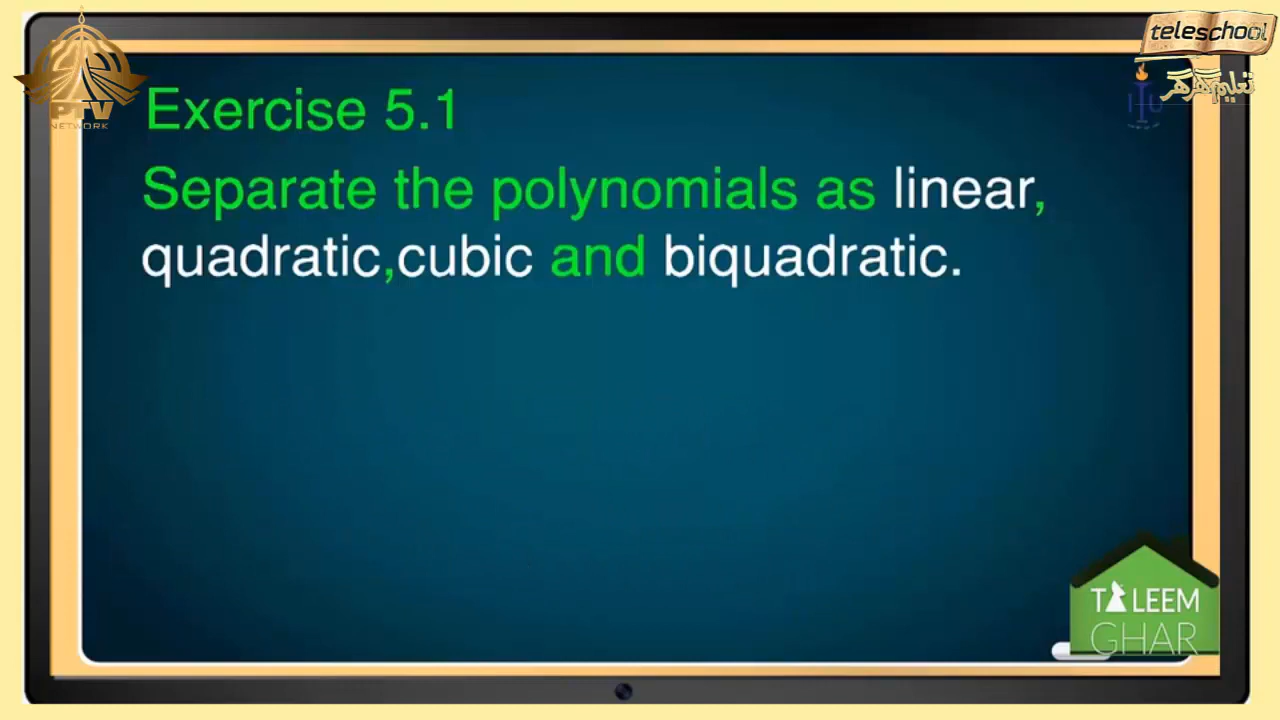 PTV
NETWORK
teleschool
تعلیم گھر گھر
Exercise 5.1
Separate the polynomials as linear,
quadratic,cubic and biquadratic.
TALEEM
GHAR